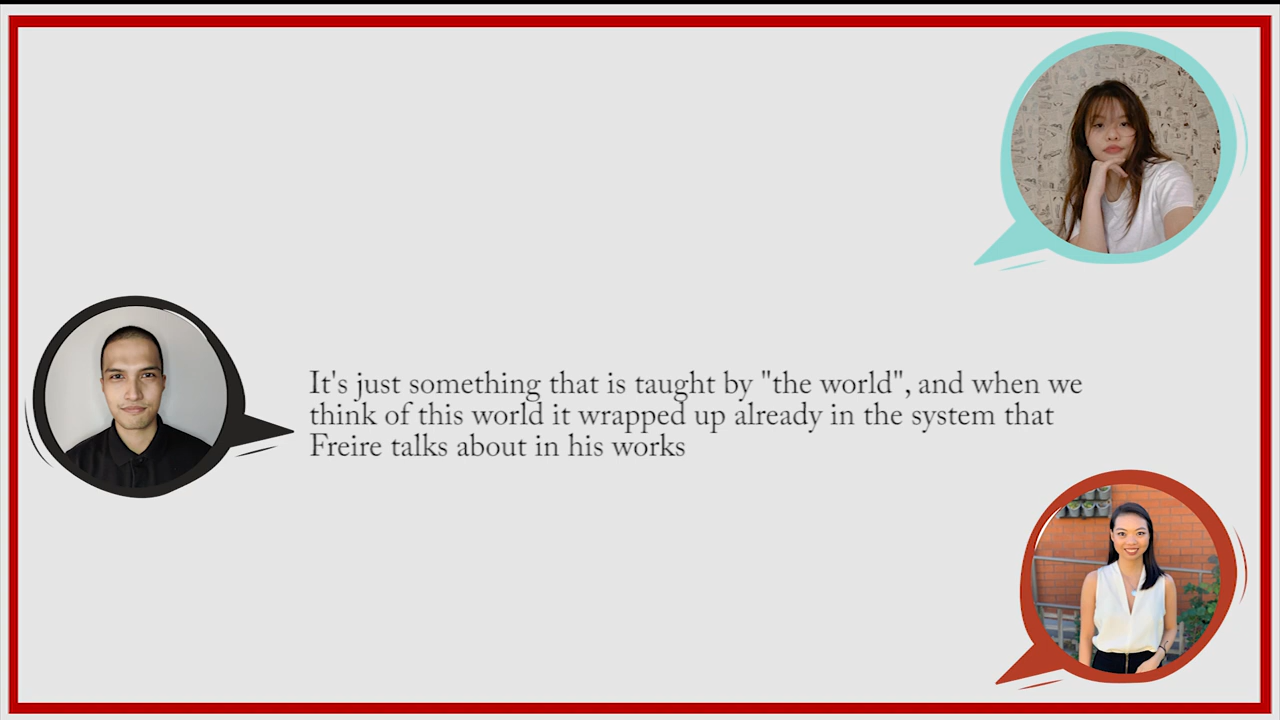 It's just something that is taught by "the world", and when we
think of this world it wrapped up already in the system that
Freire talks about in his works